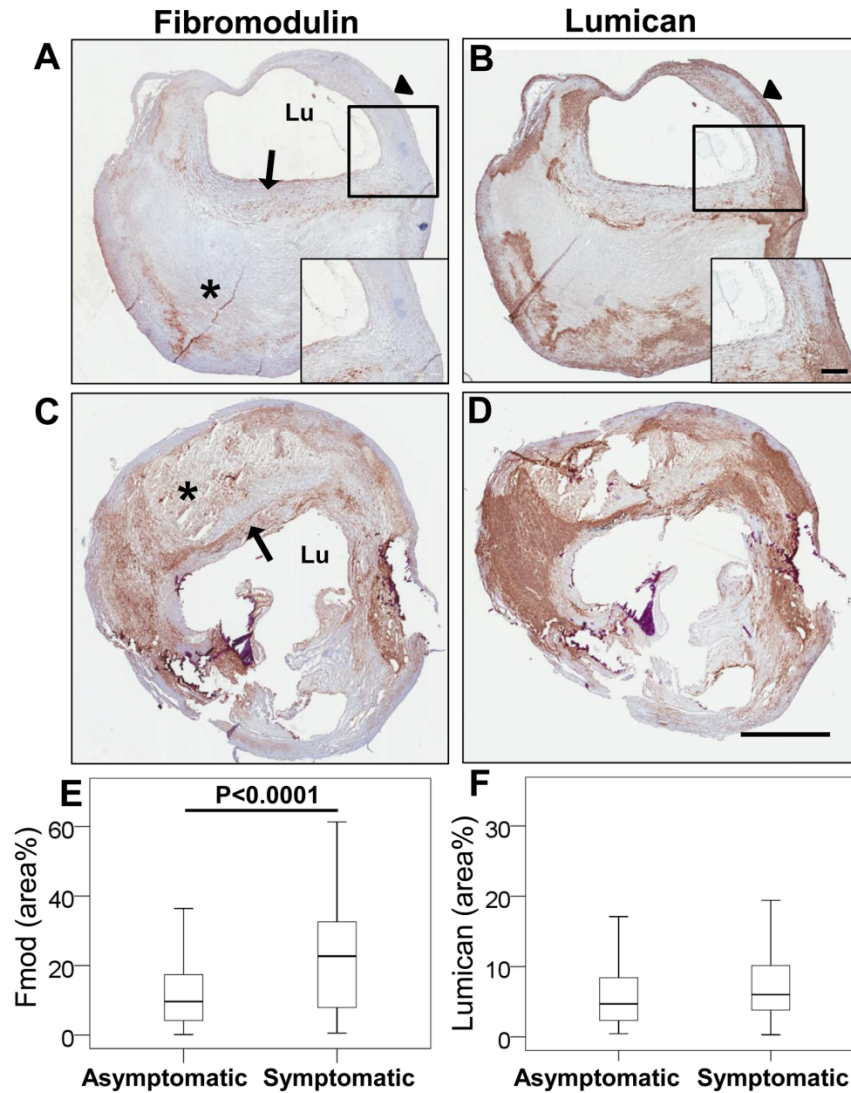 Fibromodulin
Lumican
A
Lu
*
B
C
*
Lu
D
E
P<0.0001
Fmod (area%)
60
40
20
0
Asymptomatic
Symptomatic
F
Lumican (area%)
30
20
10
0
Asymptomatic
Symptomatic